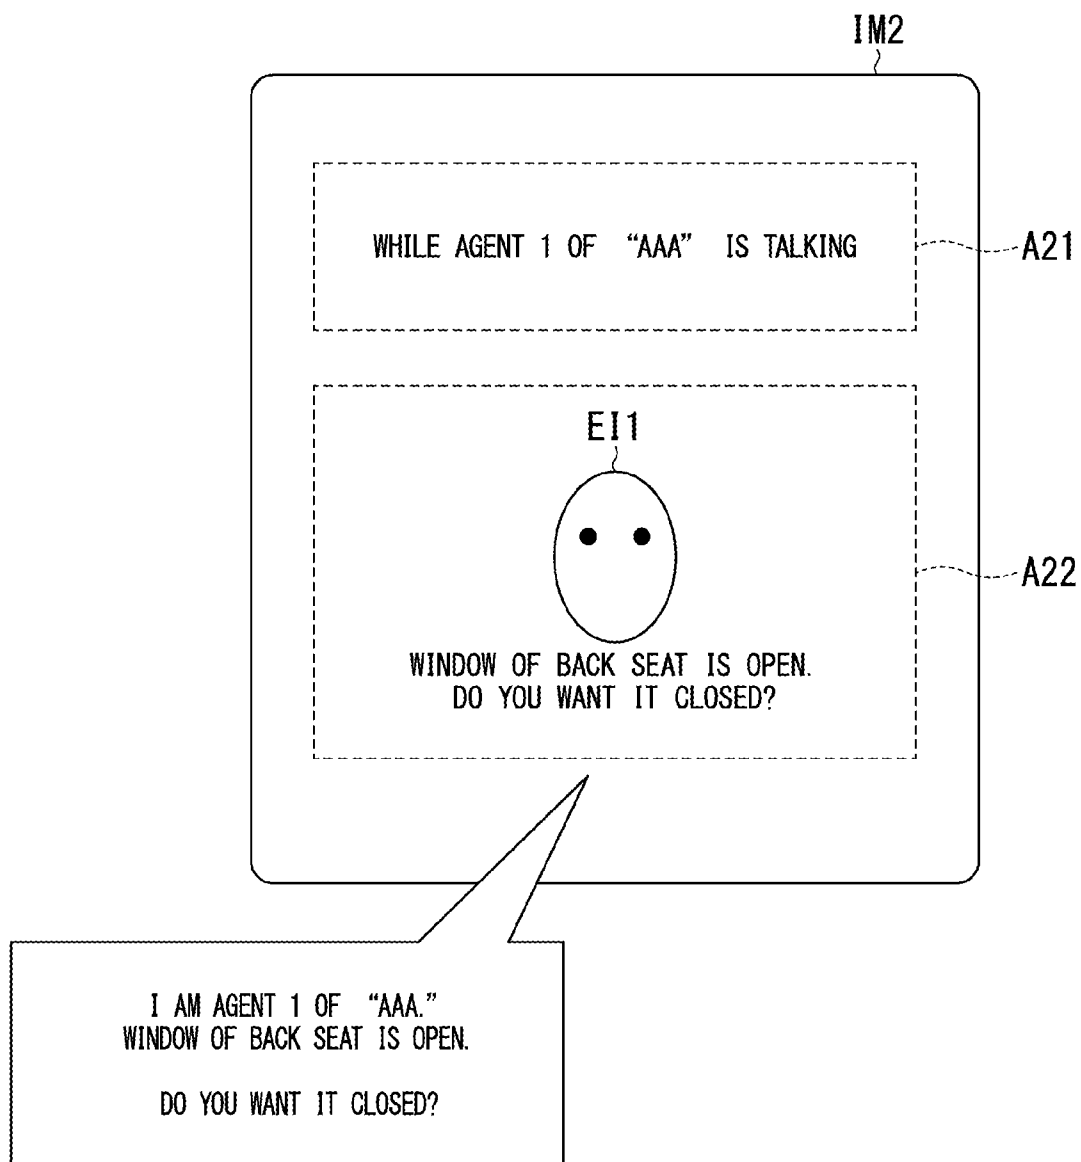 IM2
WHILE AGENT 1 OF “AAA” IS TALKING
A21
EI1
A22
WINDOW OF BACK SEAT IS OPEN.
DO YOU WANT IT CLOSED?
I AM AGENT 1 OF “AAA.”
WINDOW OF BACK SEAT IS OPEN.
DO YOU WANT IT CLOSED?